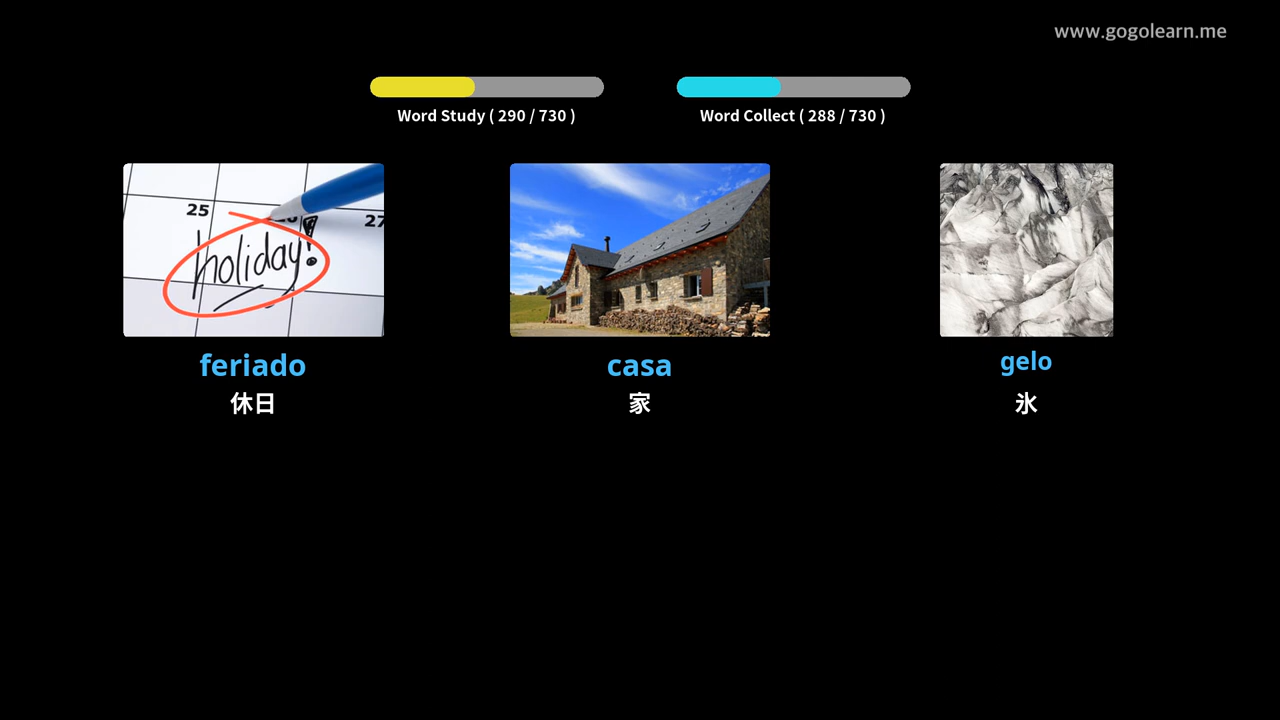 www.gogolearn.me
Word Study ( 290 / 730 )
Word Collect ( 288 / 730 )
25
27
holiday!
feriado
casa
gelo
休日
家
氷